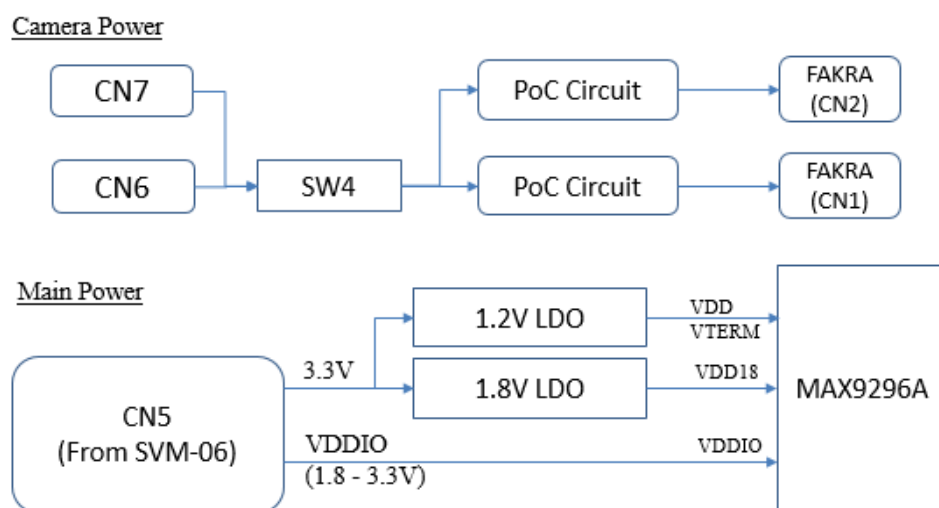 Camera Power
CN7
CN6
SW4
PoC Circuit
PoC Circuit
FAKRA
(CN2)
FAKRA
(CN1)
Main Power
CN5
(From SVM-06)
3.3V
VDDIO
(1.8 - 3.3V)
1.2V LDO
1.8V LDO
VDD
VTERM
VDD18
VDDIO
MAX9296A